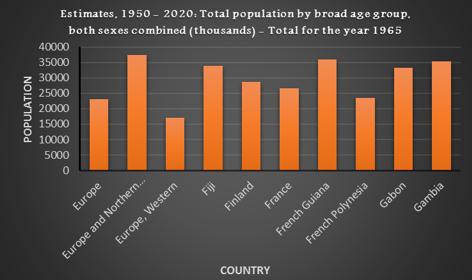 Estimates, 1950 – 2020: Total population by broad age group,
both sexes combined (thousands) – Total for the year 1965
POPULATION
40000
35000
30000
25000
20000
15000
10000
5000
0
Europe
Europe and Northern...
Europe, Western
Fiji
Finland
France
French Guiana
French Polynesia
Gabon
Gambia
COUNTRY